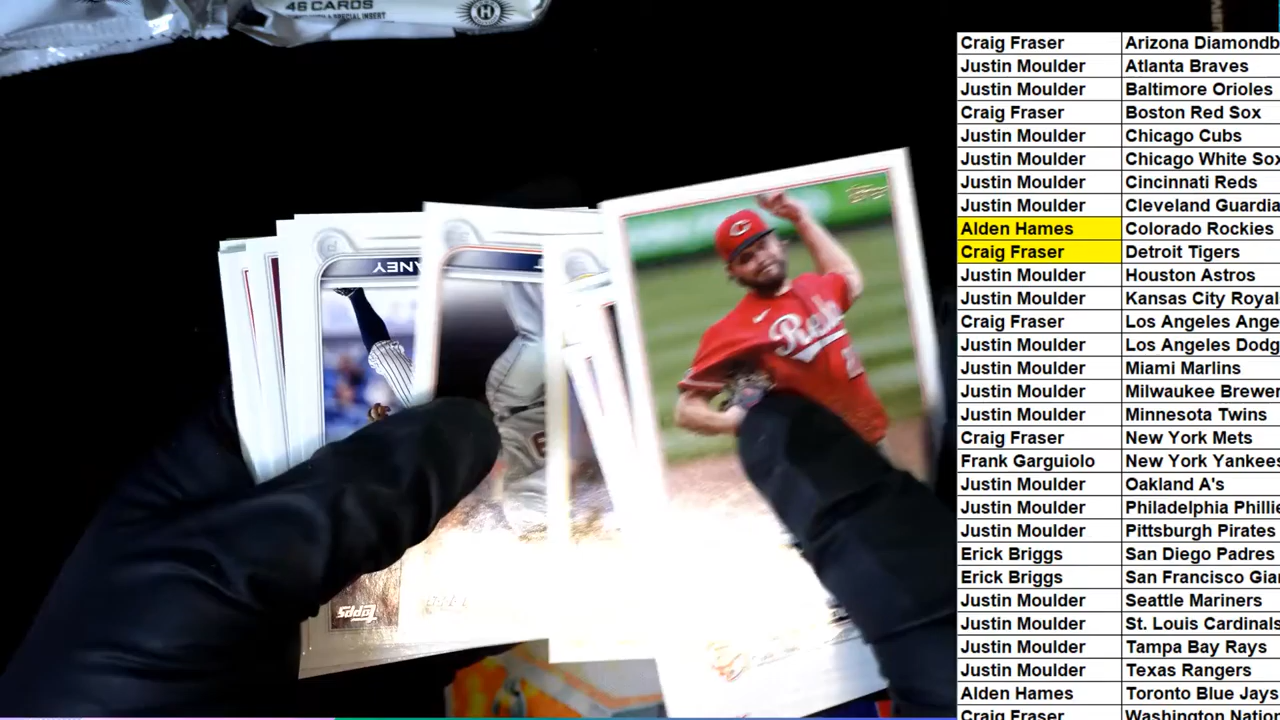 46 CARDS
H
Craig Fraser Arizona Diamondb
Justin Moulder Atlanta Braves
Justin Moulder Baltimore Orioles
Craig Fraser Boston Red Sox
Justin Moulder Chicago Cubs
Justin Moulder Chicago White Sox
Justin Moulder Cincinnati Reds
Justin Moulder Cleveland Guardia
Alden Hames Colorado Rockies
Craig Fraser Detroit Tigers
Justin Moulder Houston Astros
Justin Moulder Kansas City Royal
Craig Fraser Los Angeles Ange
Justin Moulder Los Angeles Dodg
Justin Moulder Miami Marlins
Justin Moulder Milwaukee Brewer
Justin Moulder Minnesota Twins
Craig Fraser New York Mets
Frank Garguiolo New York Yankees
Justin Moulder Oakland A's
Justin Moulder Philadelphia Phillie
Justin Moulder Pittsburgh Pirates
Erick Briggs San Diego Padres
Erick Briggs San Francisco Gia
Justin Moulder Seattle Mariners
Justin Moulder St. Louis Cardinals
Justin Moulder Tampa Bay Rays
Justin Moulder Texas Rangers
Alden Hames Toronto Blue Jays
Craig Fraser Washington Nation
Topps
NEY
Reds
C
Topps